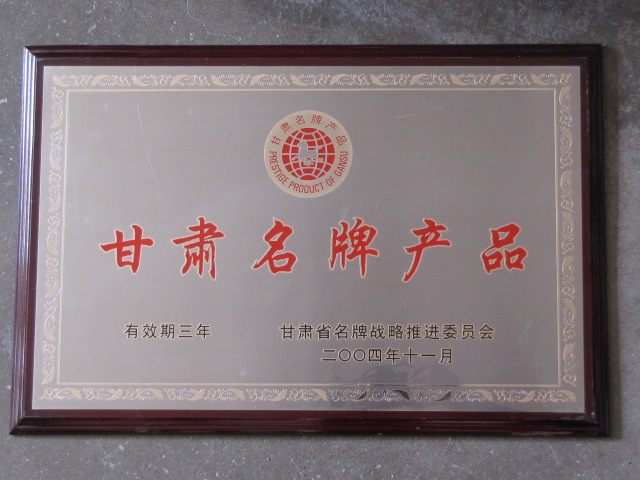 甘肃名牌产品
PRESTIGE PRODUCT OF GANSU
甘肃名牌产品
有效期三年
甘肃省名牌战略推进委员会
二〇〇四年十一月